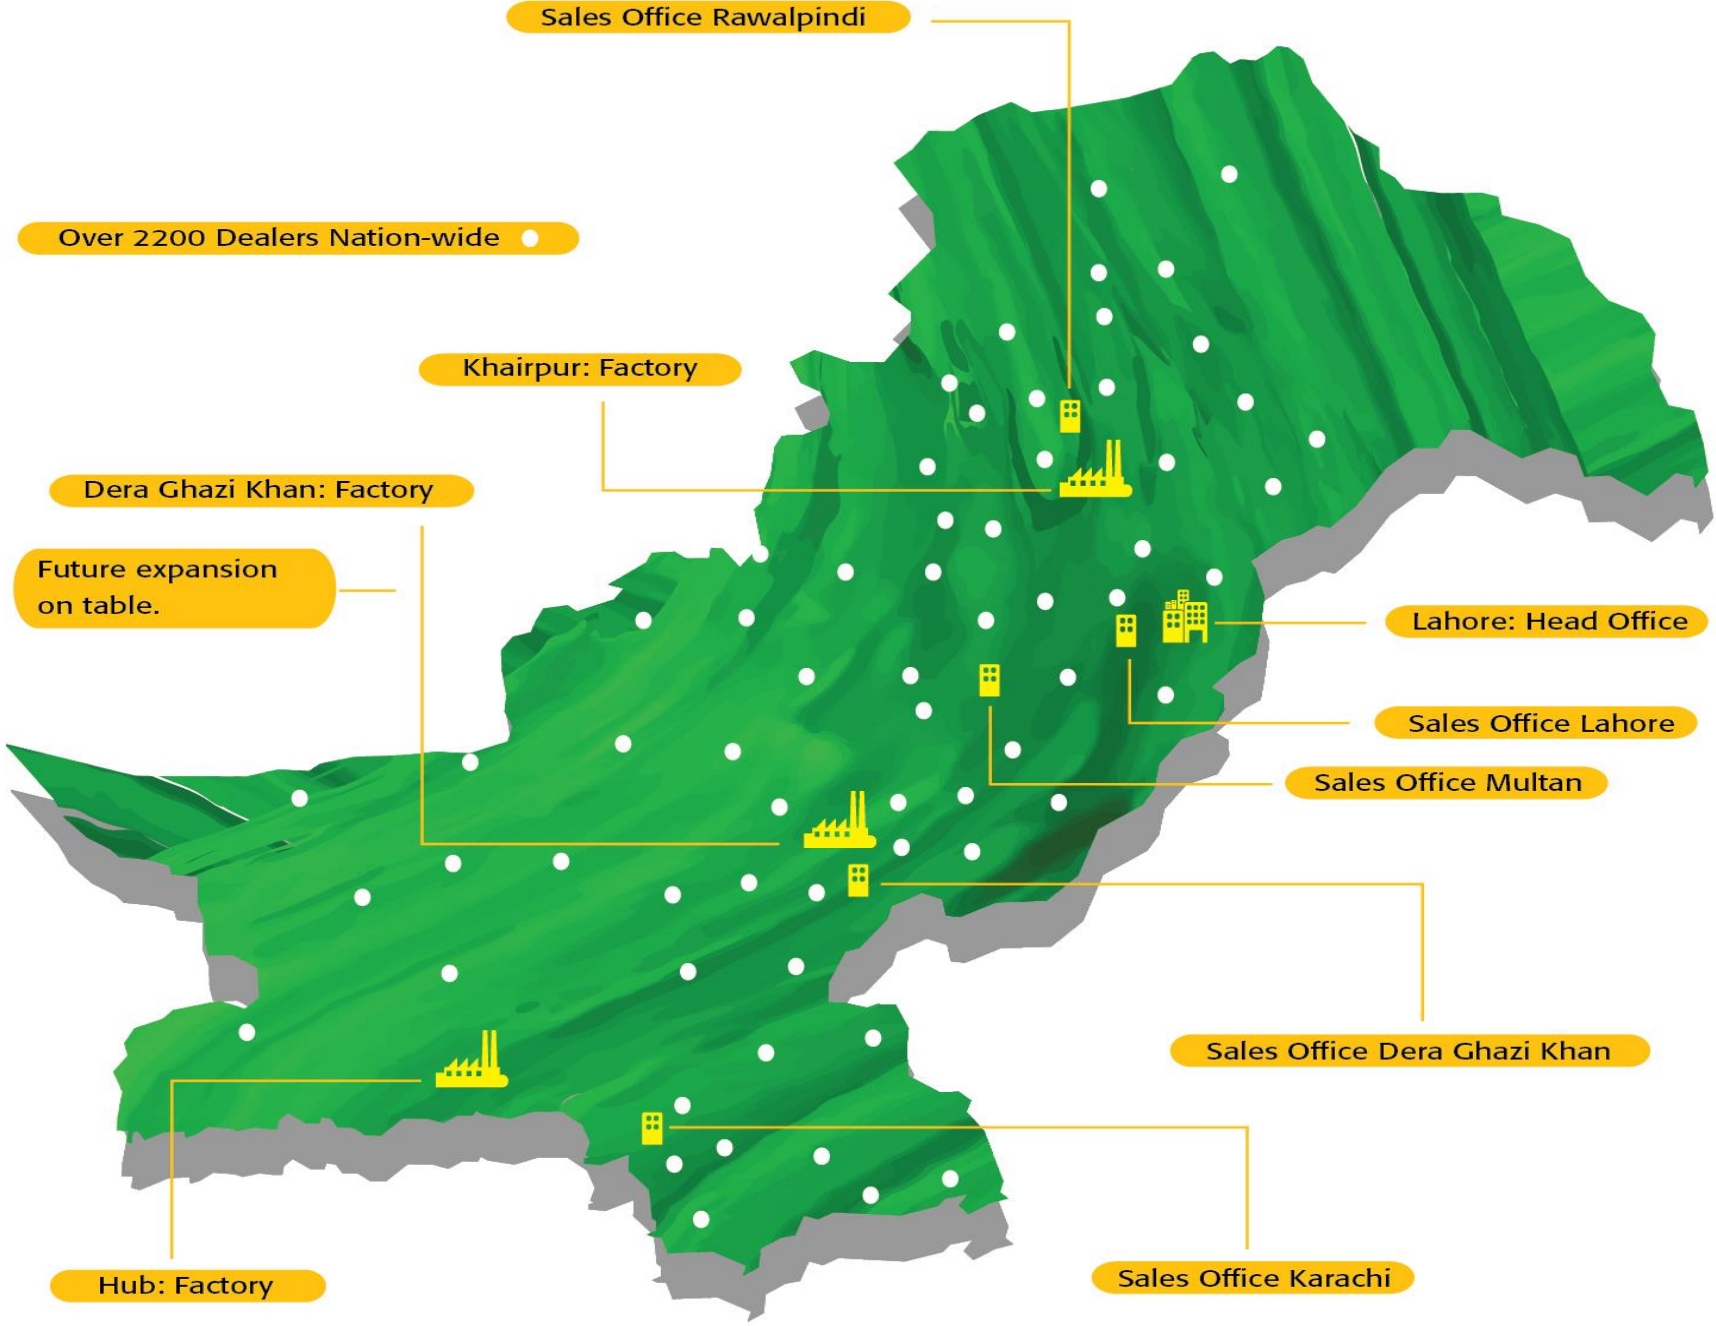 Sales Office Rawalpindi
Over 2200 Dealers Nation-wide
Khairpur: Factory
Dera Ghazi Khan: Factory
Future expansion
on table.
Lahore: Head Office
Sales Office Lahore
Sales Office Multan
Sales Office Dera Ghazi Khan
Sales Office Karachi
Hub: Factory